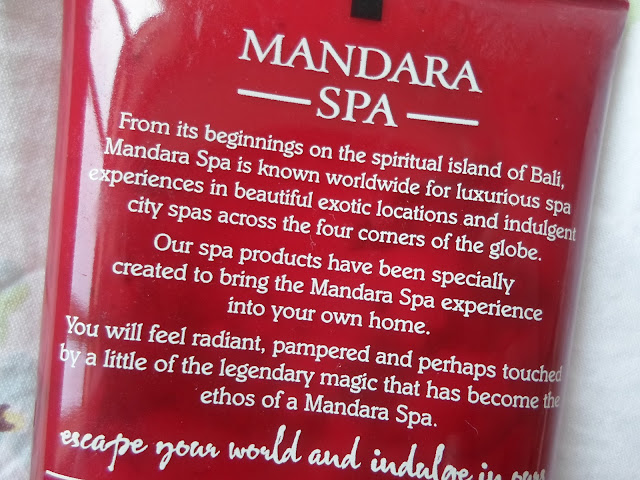 MANDARA
SPA
From its beginnings on the spiritual island of Bali,
Mandara Spa is known worldwide for luxurious spa
experiences in beautiful exotic locations and indulgent
city spas across the four corners of the globe.
Our spa products have been specially
created to bring the Mandara Spa experience
into your own home.
You will feel radiant, pampered and perhaps touched
by a little of the legendary magic that has become the
ethos of a Mandara Spa.
escape your world and indulge in ours